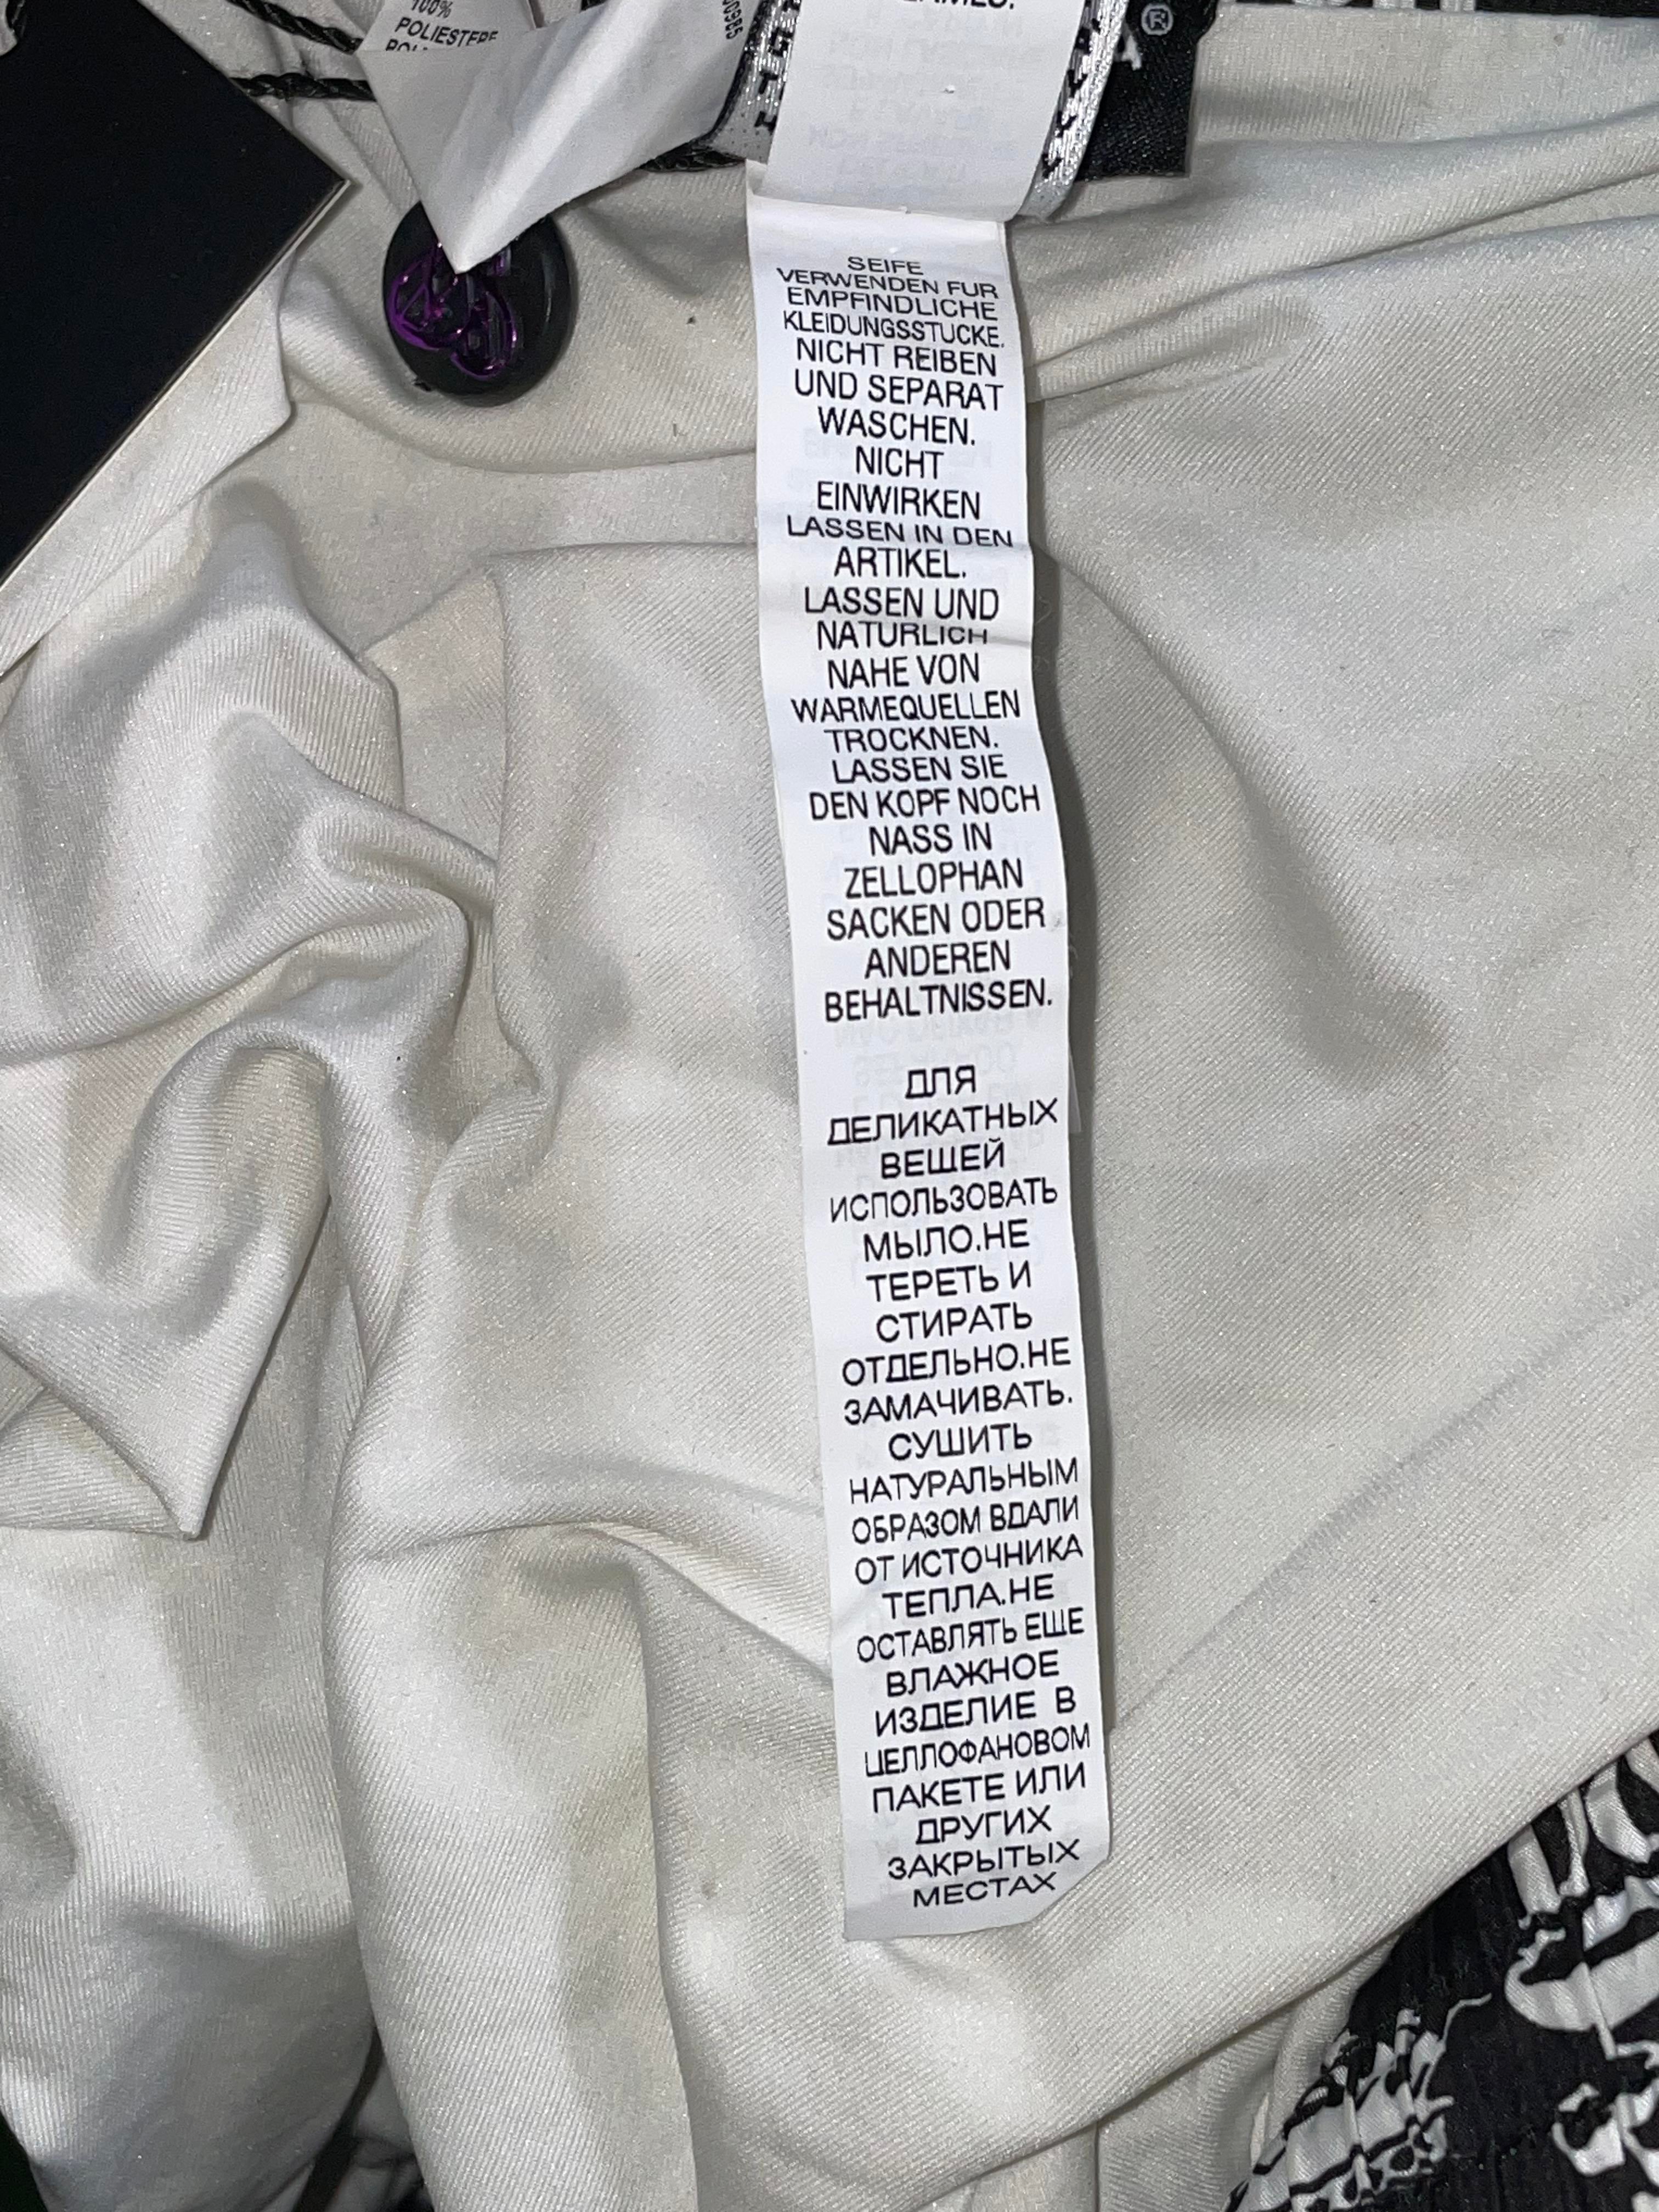 100%
POLIESTERE
SEIFE
VERWENDEN FUR
EMPFINDLICHE
KLEIDUNGSSTUCKE.
NICHT REIBEN
UND SEPARAT
WASCHEN.
NICHT
EINWIRKEN
LASSEN IN DEN
ARTIKEL.
LASSEN UND
NATURLICH
NAHE VON
WARMEQUELLEN
TROCKNEN.
LASSEN SIE
DEN KOPF NOCH
NASS IN
ZELLOPHAN
SACKEN ODER
ANDEREN
BEHALTNISSEN.
ДЛЯ
ДЕЛИКАТНЫХ
ВЕЩЕЙ
ИСПОЛЬЗОВАТЬ
МЫЛО.НЕ
ТЕРЕТЬ И
СТИРАТЬ
ОТДЕЛЬНО.НЕ
ЗАМАЧИВАТЬ.
СУШИТЬ
НАТУРАЛЬНЫМ
ОБРАЗОМ ВДАЛИ
ОТ ИСТОЧНИКА
ТЕПЛА.НЕ
ОСТАВЛЯТЬ ЕЩЕ
ВЛАЖНОЕ
ИЗДЕЛИЕ В
ЦЕЛЛОФАНОВОМ
ПАКЕТЕ ИЛИ
ДРУГИХ
ЗАКРЫТЫХ
МЕСТАХ